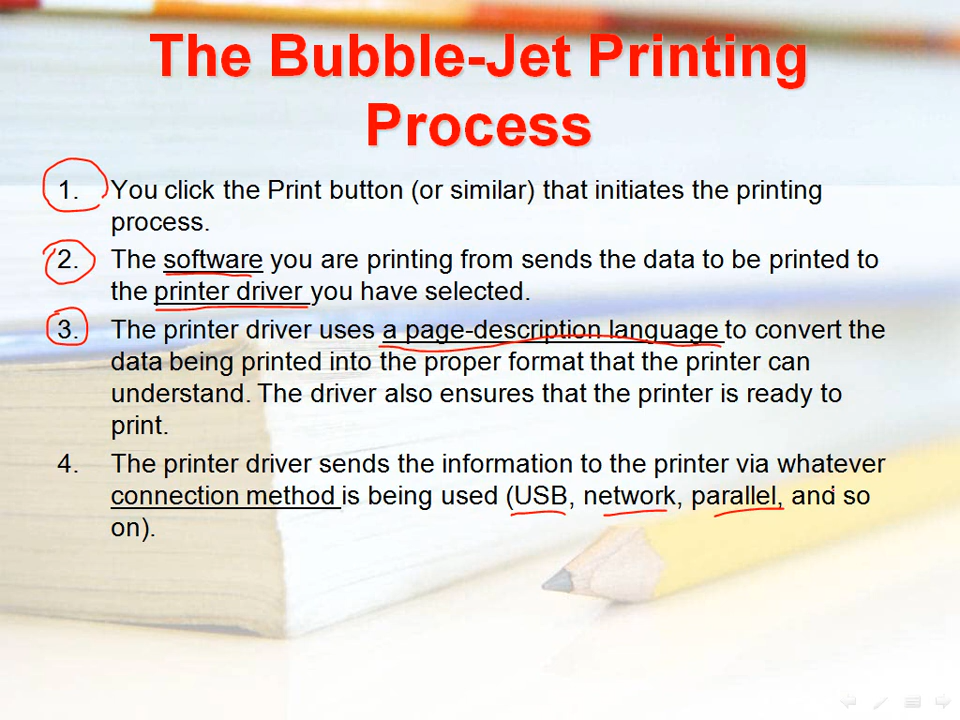 The Bubble-Jet Printing
Process
1. You click the Print button (or similar) that initiates the printing
process.
2. The software you are printing from sends the data to be printed to
the printer driver you have selected.
3. The printer driver uses a page-description language to convert the
data being printed into the proper format that the printer can
understand. The driver also ensures that the printer is ready to
print.
4. The printer driver sends the information to the printer via whatever
connection method is being used (USB, network, parallel, and so
on).